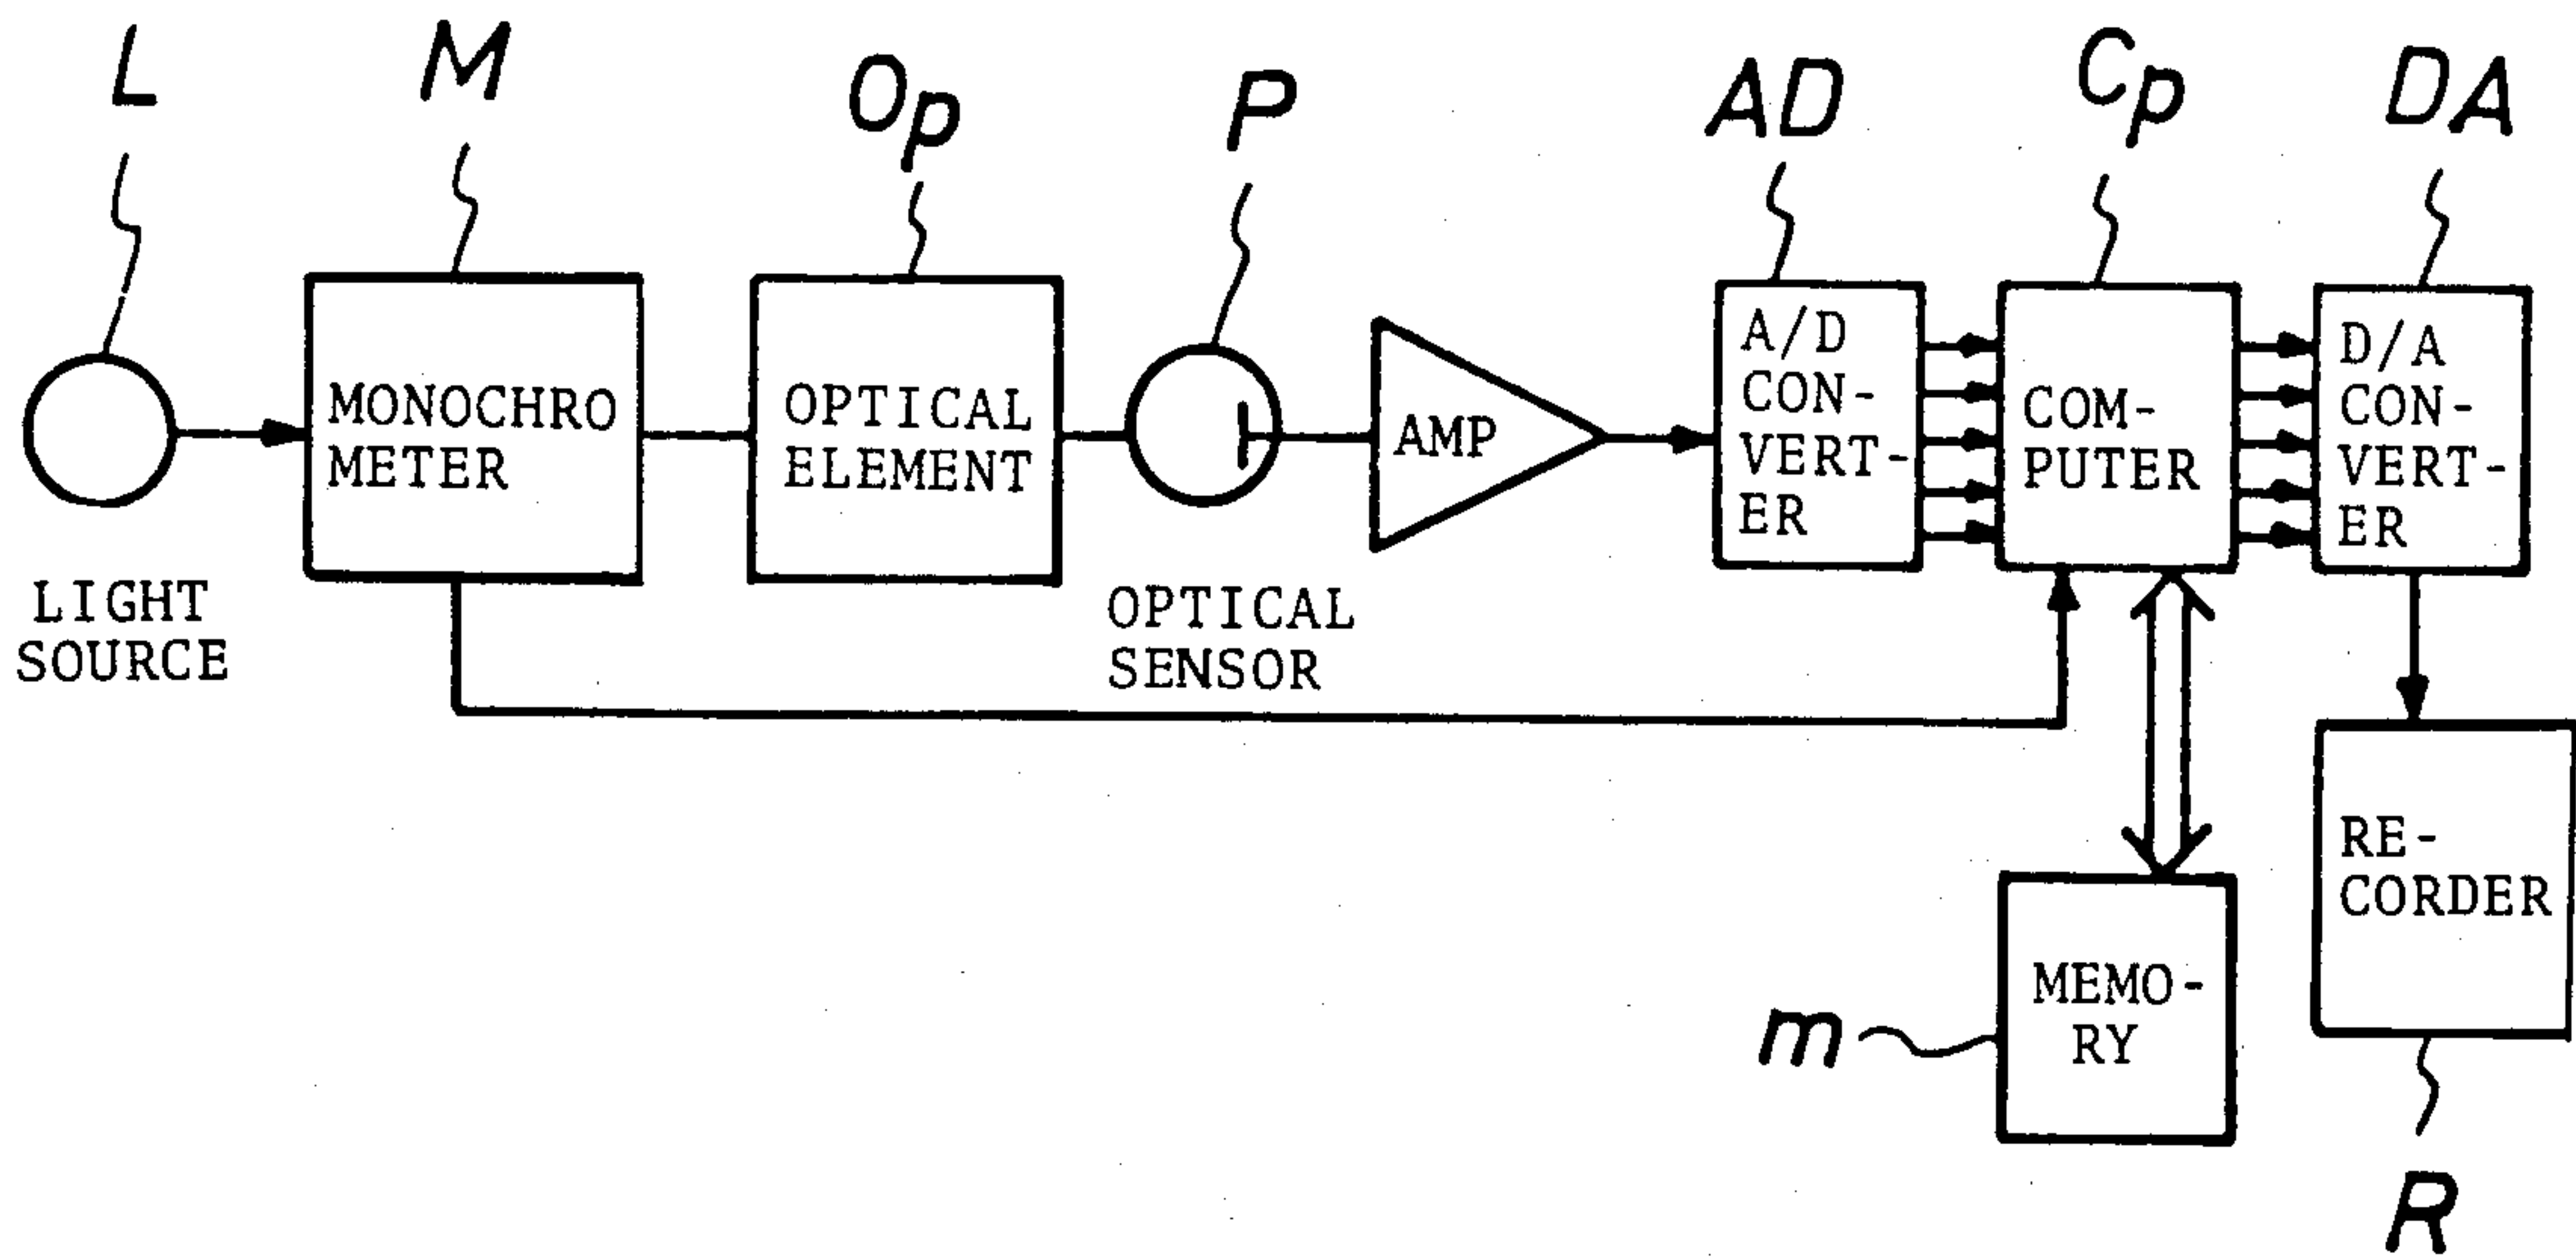 L
M
Op
P
AD
Cp
DA
MONOCHRO
METER
OPTICAL
ELEMENT
AMP
A/D
CON-
VERT-
ER
COM-
PUTER
D/A
CON-
VERT-
ER
LIGHT
SOURCE
OPTICAL
SENSOR
RE-
CORDER
MEMO-
RY
m
R